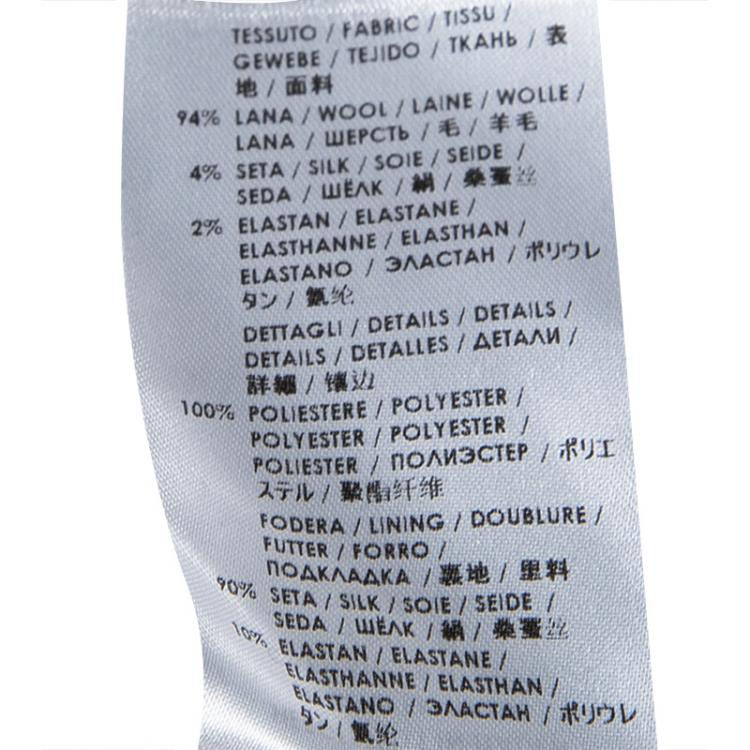 TESSUTO / FABRIC / TISSU /
GEWEBE / TEJIDO / ТКАНЬ / 表
地 / 面料
94% LANA / WOOL / LAINE / WOLLE /
LANA / ШЕРСТЬ / 毛 / 羊毛
4% SETA / SILK / SOIE / SEIDE /
SEDA / ШЁЛК / 絹 / 桑蚕丝
2% ELASTAN / ELASTANE /
ELASTHANNE / ELASTHAN /
ELASTANO / ЭЛАСТАН / ポリウレ
タン / 氨纶
DETTAGLI / DETAILS / DETAILS /
DETAILS / DETALLES / ДЕТАЛИ /
詳細 / 镶边
100% POLIESTERE / POLYESTER /
POLYESTER / POLYESTER /
POLIESTER / ПОЛИЭСТЕР / ポリエ
ステル / 聚酯纤维
FODERA / LINING / DOUBLURE /
FUTTER / FORRO /
ПОДКЛАДКА / 裏地 / 里料
90% SETA / SILK / SOIE / SEIDE /
SEDA / ШЁЛК / 絹 / 桑蚕丝
10% ELASTAN / ELASTANE /
ELASTHANNE / ELASTHAN /
ELASTANO / ЭЛАСТАН / ポリウレ
タン / 氨纶